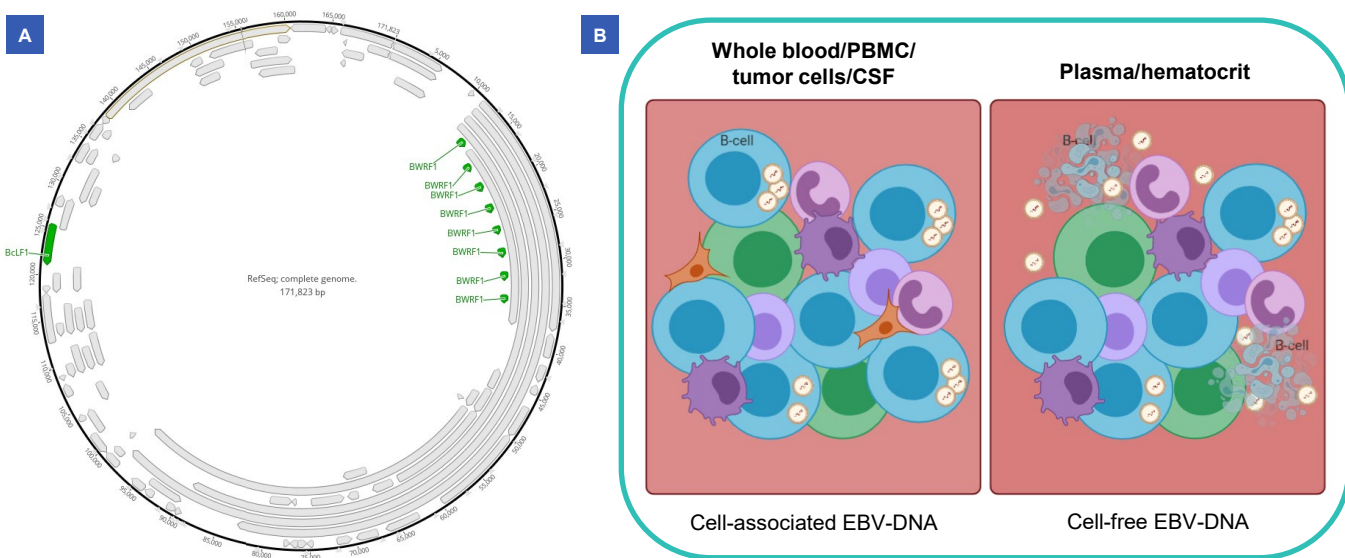 A
160,000
165,000
171,823
5,000
10,000
15,000
20,000
25,000
30,000
35,000
40,000
45,000
50,000
55,000
60,000
65,000
70,000
75,000
80,000
85,000
90,000
95,000
100,000
105,000
110,000
115,000
120,000
125,000
130,000
135,000
140,000
145,000
150,000
155,000
BWRF1
BWRF1
BWRF1
BWRF1
BWRF1
BWRF1
BWRF1
BWRF1
BcLF1
RefSeq; complete genome.
171,823 bp
B
Whole blood/PBMC/
tumor cells/CSF
B-cell
Cell-associated EBV-DNA
Plasma/hematocrit
B-cell
B-cell
Cell-free EBV-DNA